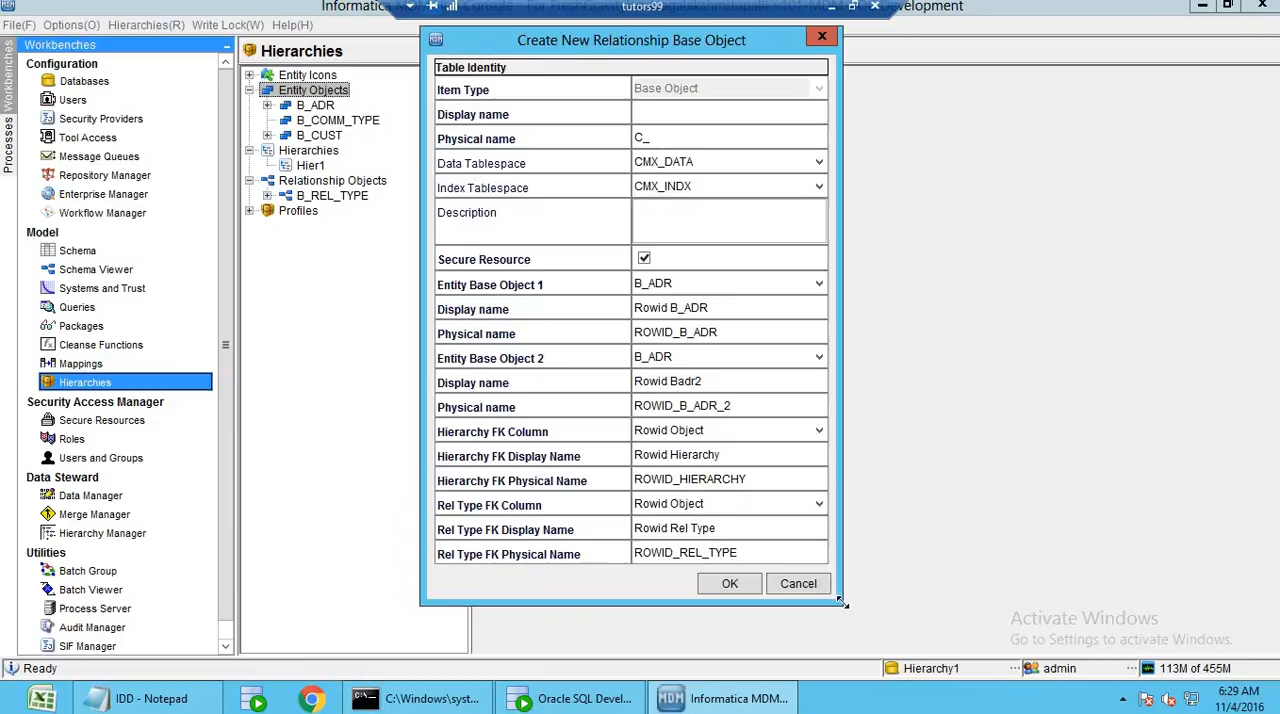 tutors99
Informatica MDM
Development
File(F) Options(O) Hierarchies(R) Write Lock(W) Help(H)
Workbenches
Processes
Workbenches
Configuration
Databases
Users
Security Providers
Tool Access
Message Queues
Repository Manager
Enterprise Manager
Workflow Manager
Model
Schema
Schema Viewer
Systems and Trust
Queries
Packages
Cleanse Functions
Mappings
Hierarchies
Security Access Manager
Secure Resources
Roles
Users and Groups
Data Steward
Data Manager
Merge Manager
Hierarchy Manager
Utilities
Batch Group
Batch Viewer
Process Server
Audit Manager
SIF Manager
Hierarchies
Entity Icons
Entity Objects
B_ADR
B_COMM_TYPE
B_CUST
Hierarchies
Hier1
Relationship Objects
B_REL_TYPE
Profiles
Create New Relationship Base Object
Table Identity
Item Type Base Object
Display name
Physical name C_
Data Tablespace CMX_DATA
Index Tablespace CMX_INDX
Description
Secure Resource
Entity Base Object 1 B_ADR
Display name Rowid B_ADR
Physical name ROWID_B_ADR
Entity Base Object 2 B_ADR
Display name Rowid Badr2
Physical name ROWID_B_ADR_2
Hierarchy FK Column Rowid Object
Hierarchy FK Display Name Rowid Hierarchy
Hierarchy FK Physical Name ROWID_HIERARCHY
Rel Type FK Column Rowid Object
Rel Type FK Display Name Rowid Rel Type
Rel Type FK Physical Name ROWID_REL_TYPE
OK Cancel
Activate Windows
Go to Settings to activate Windows.
Ready
Hierarchy1 ... admin ... 113M of 455M
IDD - Notepad
C:\Windows\syst...
Oracle SQL Devel...
Informatica MDM...
6:29 AM
11/4/2016